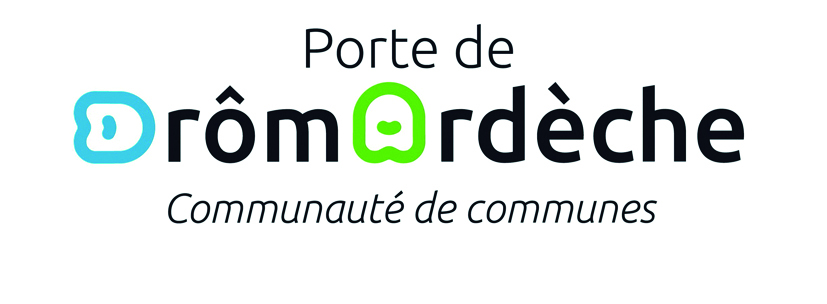 Porte de
DrômArdèche
Communauté de communes